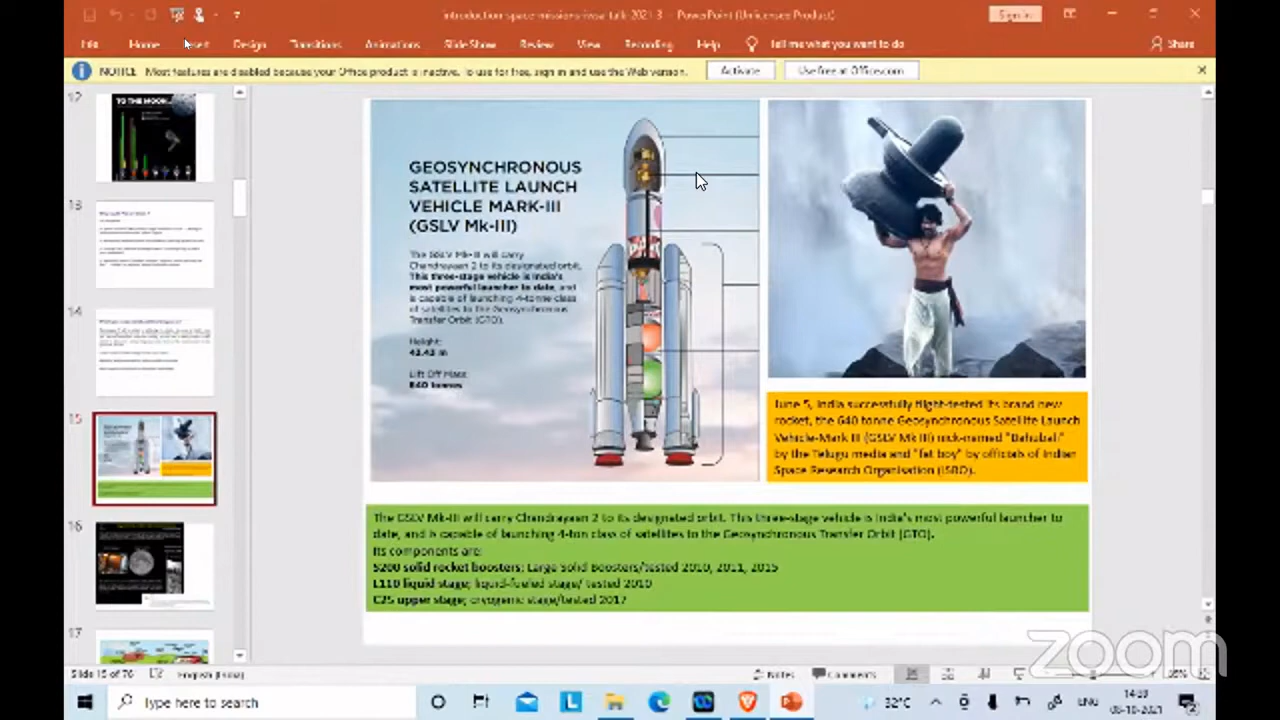 introduction space missions-iwsa talk-2021-3 - PowerPoint (Unlicensed Product)
Sign in
File Home Insert Design Transitions Animations Slide Show Review View Recording Help Tell me what you want to do
Share
NOTICE Most features are disabled because your Office product is inactive. To use for free, sign in and use the Web version.
Activate
Use free at Office.com
12
TO THE MOON...
13
14
15
16
17
GEOSYNCHRONOUS
SATELLITE LAUNCH
VEHICLE MARK-III
(GSLV Mk-III)
The GSLV Mk-III will carry
Chandrayaan 2 to its designated orbit.
This three-stage vehicle is India's
most powerful launcher to date, and
is capable of launching 4-tonne class
of satellites to the Geosynchronous
Transfer Orbit (GTO).
Height:
43.43 m
Lift Off Mass:
640 tonnes
June 5, India successfully flight-tested its brand new
rocket, the 640 tonne Geosynchronous Satellite Launch
Vehicle-Mark III (GSLV Mk III) nick-named "Bahubali"
by the Telugu media and "fat boy" by officials of Indian
Space Research Organisation (ISRO).
The GSLV Mk-III will carry Chandrayaan 2 to its designated orbit. This three-stage vehicle is India's most powerful launcher to
date, and is capable of launching 4-ton class of satellites to the Geosynchronous Transfer Orbit (GTO).
Its components are:
S200 solid rocket boosters; Large Solid Boosters/tested 2010, 2011, 2015
L110 liquid stage; liquid-fueled stage/ tested 2010
C25 upper stage; cryogenic stage/tested 2017
zoom
Slide 15 of 76
English (India)
Notes
Comments
Type here to search
32°C
ENG
08-10-2021